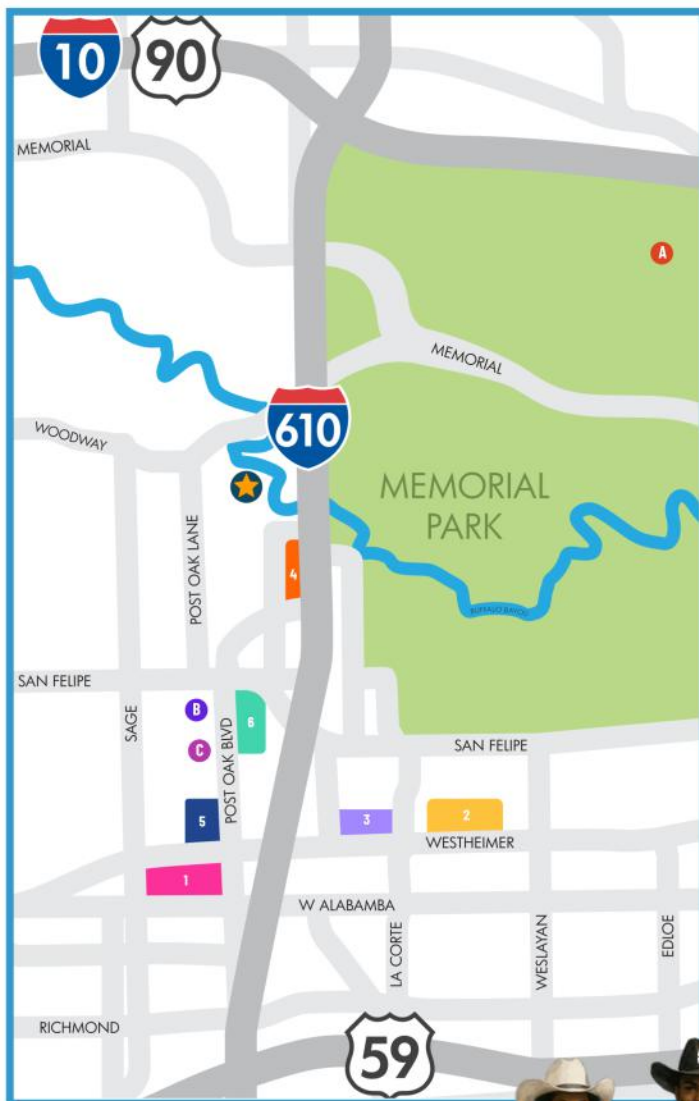 10
90
MEMORIAL
A
MEMORIAL
WOODWAY
610
MEMORIAL
PARK
POST OAK LANE
4
BUFFALO BAYOU
SAN FELIPE
SAGE
B
C
6
POST OAK BLVD
SAN FELIPE
5
3
2
WESTHEIMER
1
W ALABAMBA
LA CORTE
WESLAYAN
EDLOE
RICHMOND
59